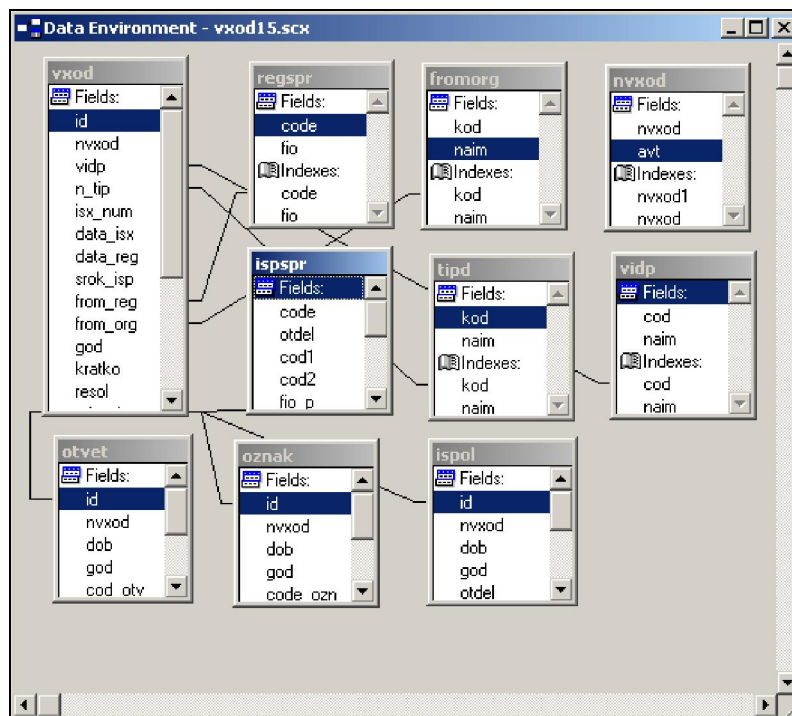 Data Environment - vxod15.scx
vxod
Fields:
id
nvxod
vidp
n_tip
isx_num
data_isx
data_reg
srok_isp
from_reg
from_org
god
kratko
resol
regspr
Fields:
code
fio
Indexes:
code
fio
fromorg
Fields:
kod
naim
Indexes:
kod
naim
nvxod
Fields:
nvxod
avt
Indexes:
nvxod1
nvxod
ispspr
Fields:
code
otdel
cod1
cod2
fio_p
tipd
Fields:
kod
naim
Indexes:
kod
naim
vidp
Fields:
cod
naim
Indexes:
cod
naim
otvet
Fields:
id
nvxod
dob
god
cod_otv
oznak
Fields:
id
nvxod
dob
god
code_ozn
ispol
Fields:
id
nvxod
dob
god
otdel